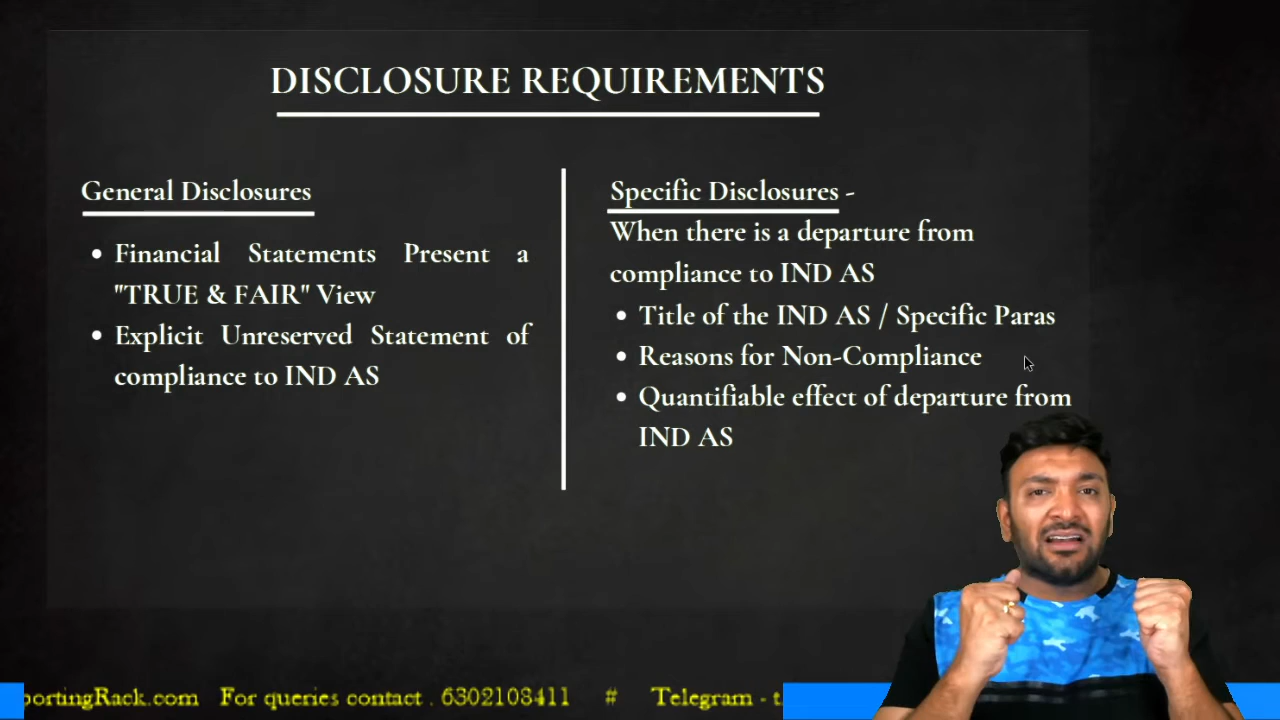 DISCLOSURE REQUIREMENTS
General Disclosures
Financial Statements Present a
"TRUE & FAIR" View
Explicit Unreserved Statement of
compliance to IND AS
Specific Disclosures -
When there is a departure from
compliance to IND AS
Title of the IND AS / Specific Paras
Reasons for Non-Compliance
Quantifiable effect of departure from
IND AS
portingRack.com For queries contact . 6302108411 # Telegram - t